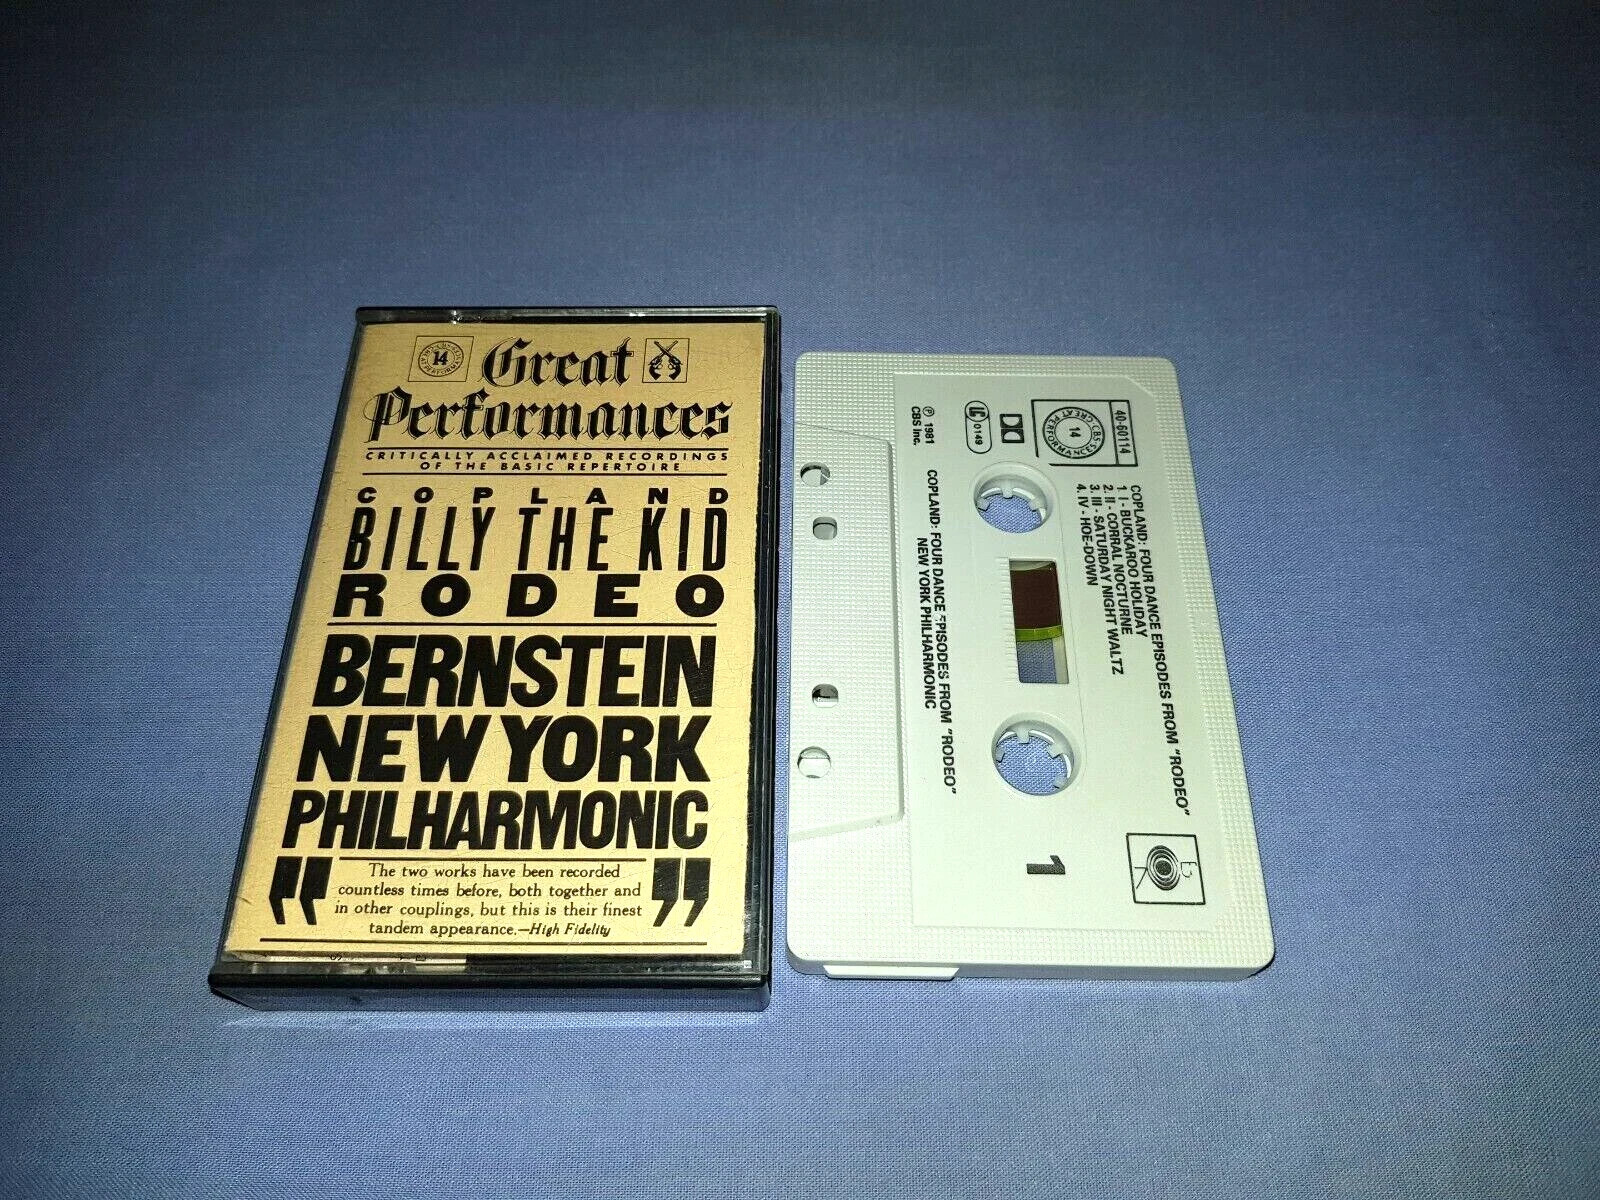 14
Great
Performances
CRITICALLY ACCLAIMED RECORDINGS
OF THE BASIC REPERTOIRE
COPLAND
BILLY THE KID
RODEO
BERNSTEIN
NEW YORK
PHILHARMONIC
"The two works have been recorded
countless times before, both together and
in other couplings, but this is their finest
tandem appearance.—High Fidelity"
40-60114
CBS GREAT PERFORMANCES
14
COPLAND: FOUR DANCE EPISODES FROM "RODEO"
1. I - BUCKAROO HOLIDAY
2. II - CORRAL NOCTURNE
3. III - SATURDAY NIGHT WALTZ
4. IV - HOE-DOWN
LC
0149
℗ 1981
CBS Inc.
COPLAND: FOUR DANCE EPISODES FROM "RODEO"
NEW YORK PHILHARMONIC
1